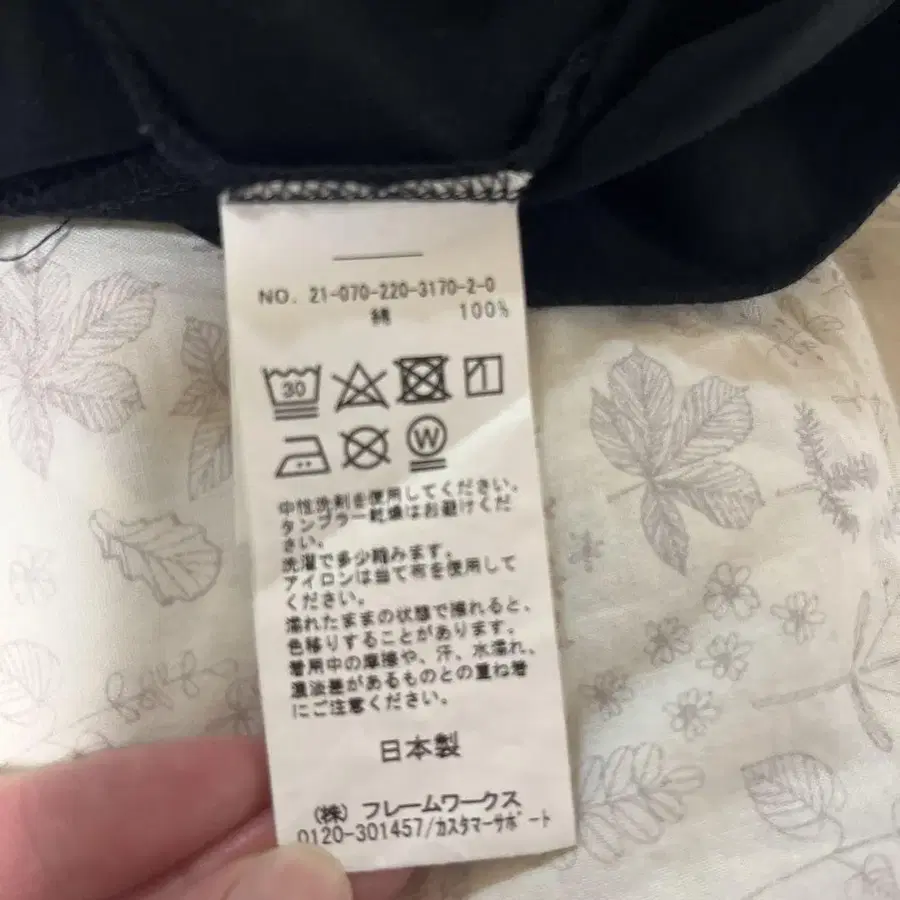 NO. 21-070-220-3170-2-0
綿 100%
30
W
中性洗剤を使用してください。
タンブラー乾燥はお避けくだ
さい。
洗濯で多少縮みます。
アイロンは当て布を使用して
ください。
濡れたままの状態で擦れると、
色移りすることがあります。
着用中の摩擦や、汗、水濡れ、
濃淡差があるものとの重ね着
にご注意ください。
日本製
(株) フレームワークス
0120-301457/カスタマーサポート